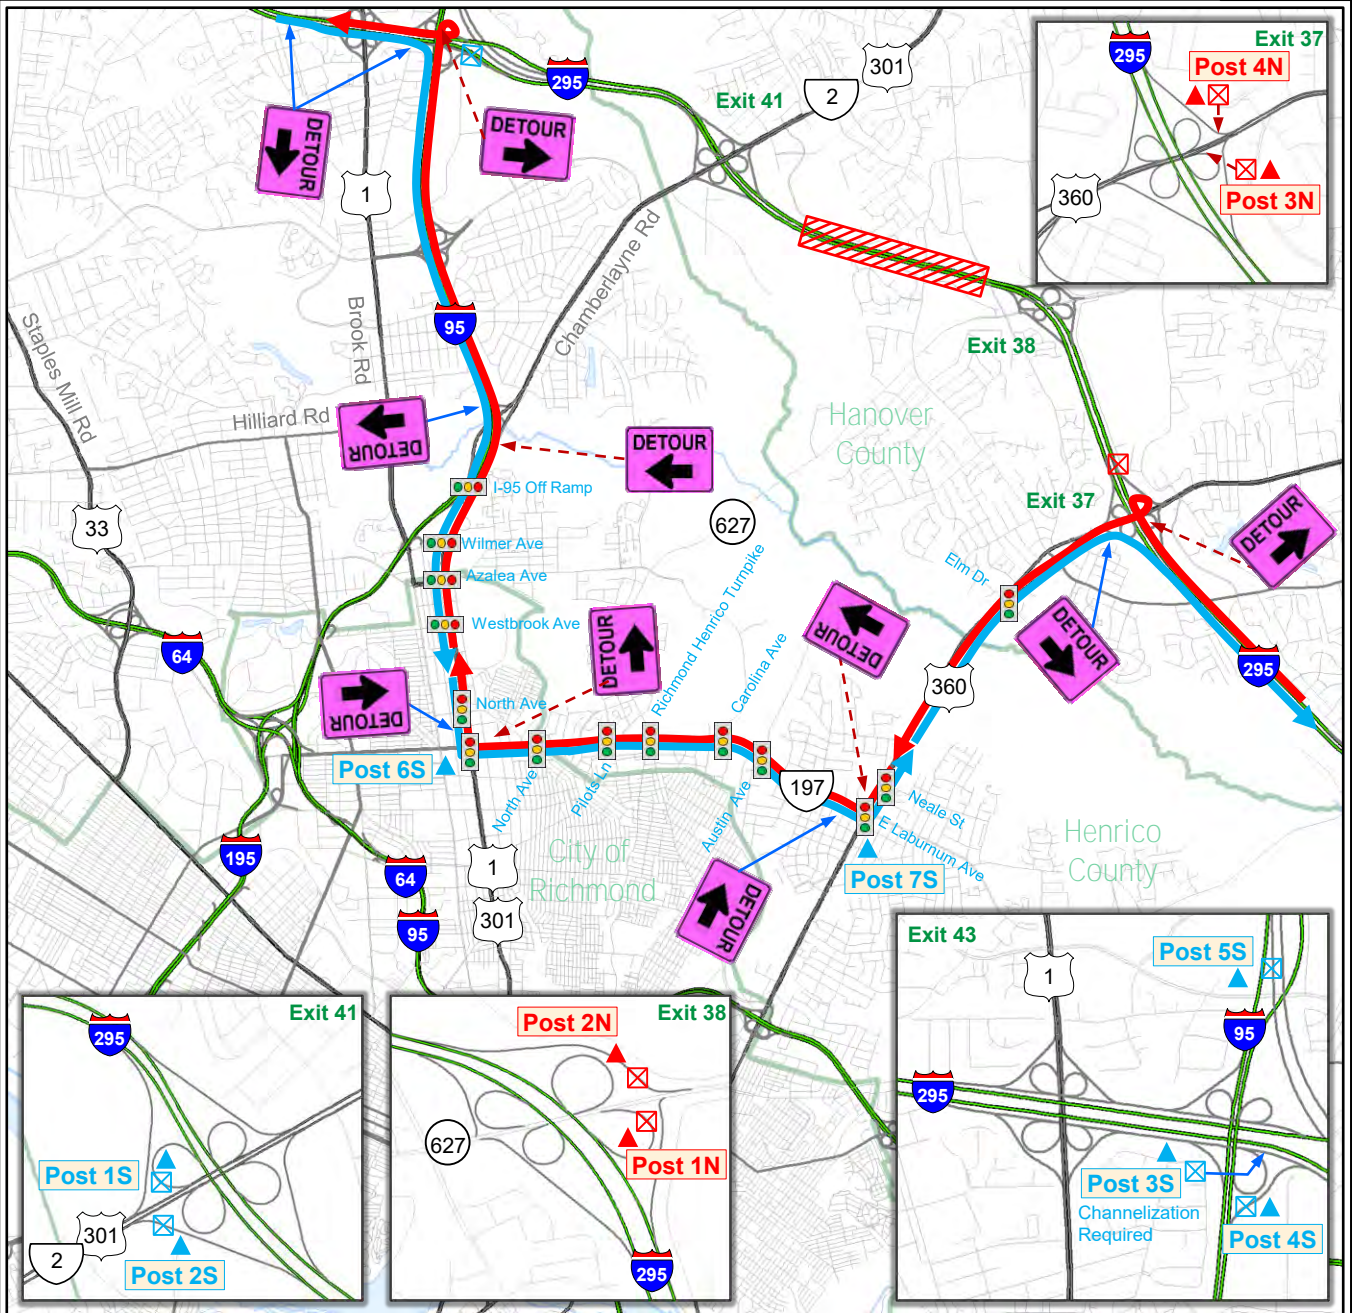 Exit 37
295
Post 4N
360
Post 3N
301
2
Exit 41
295
DETOUR
DETOUR
1
95
Brook Rd
Chamberlayne Rd
Staples Mill Rd
Hilliard Rd
DETOUR
DETOUR
Hanover
County
Exit 38
Exit 37
DETOUR
I-95 Off Ramp
627
33
Wilmer Ave
Azalea Ave
Westbrook Ave
North Ave
DETOUR
DETOUR
64
Richmond Henrico Turnpike
Carolina Ave
DETOUR
Elm Dr
DETOUR
360
295
Post 6S
North Ave
Pilots Ln
Austin Ave
197
Neale St
E Laburnum Ave
Post 7S
DETOUR
Henrico
County
City of
Richmond
195
64
95
1
301
Exit 41
295
Post 1S
301
2
Post 2S
Exit 38
Post 2N
627
Post 1N
295
Exit 43
1
Post 5S
95
295
Post 3S
Channelization
Required
Post 4S